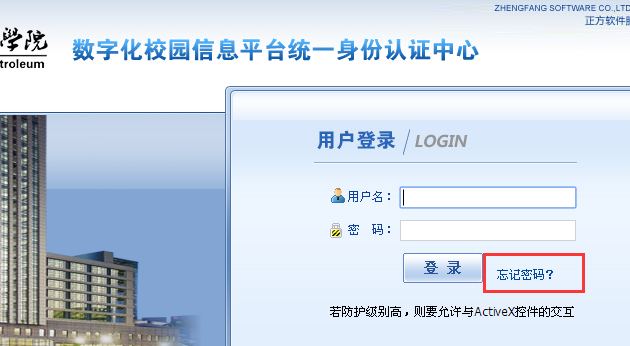 ZHENGFANG SOFTWARE CO.,LTD
正方软件
学院
troleum
数字化校园信息平台统一身份认证中心
用户登录 / LOGIN
用户名：
密 码：
登 录 忘记密码?
若防护级别高，则要允许与ActiveX控件的交互